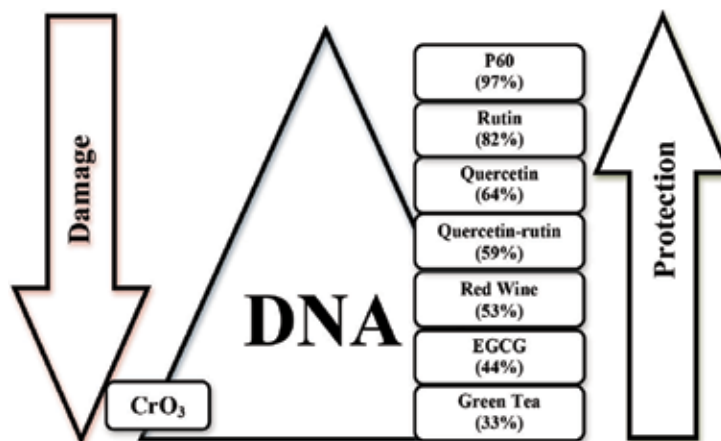 Damage
CrO₃
DNA
P60
(97%)
Rutin
(82%)
Quercetin
(64%)
Quercetin-rutin
(59%)
Red Wine
(53%)
EGCG
(44%)
Green Tea
(33%)
Protection